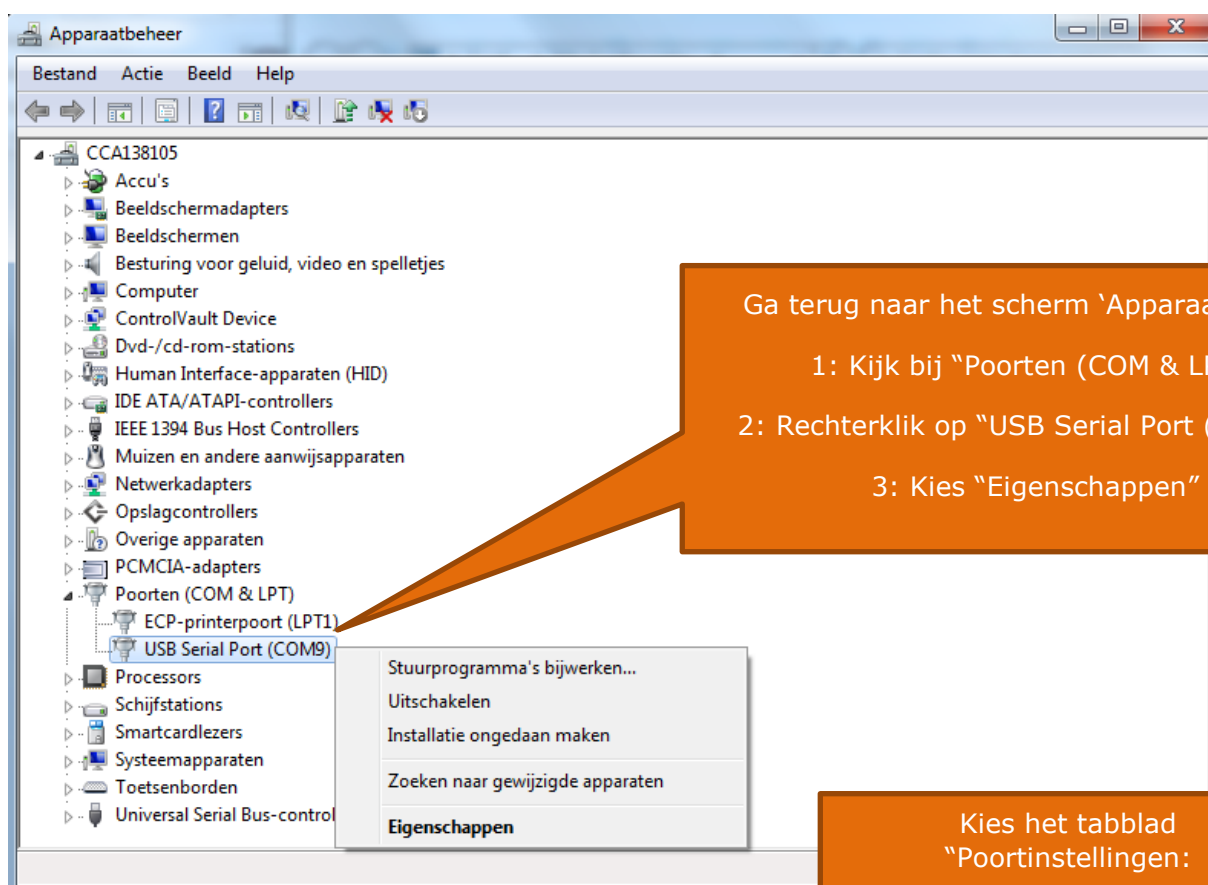 Apparaatbeheer
Bestand Actie Beeld Help
CCA138105
Accu's
Beeldschermadapters
Beeldschermen
Besturing voor geluid, video en spelletjes
Computer
ControlVault Device
Dvd-/cd-rom-stations
Human Interface-apparaten (HID)
IDE ATA/ATAPI-controllers
IEEE 1394 Bus Host Controllers
Muizen en andere aanwijsapparaten
Netwerkadapters
Opslagcontrollers
Overige apparaten
PCMCIA-adapters
Poorten (COM & LPT)
ECP-printerpoort (LPT1)
USB Serial Port (COM9)
Processors
Schijfstations
Smartcardlezers
Systeemapparaten
Toetsenborden
Universal Serial Bus-control
Stuurprogramma's bijwerken...
Uitschakelen
Installatie ongedaan maken
Zoeken naar gewijzigde apparaten
Eigenschappen
Ga terug naar het scherm ‘Appara
1: Kijk bij “Poorten (COM & L
2: Rechterklik op “USB Serial Port (
3: Kies “Eigenschappen”
Kies het tabblad
“Poortinstellingen: